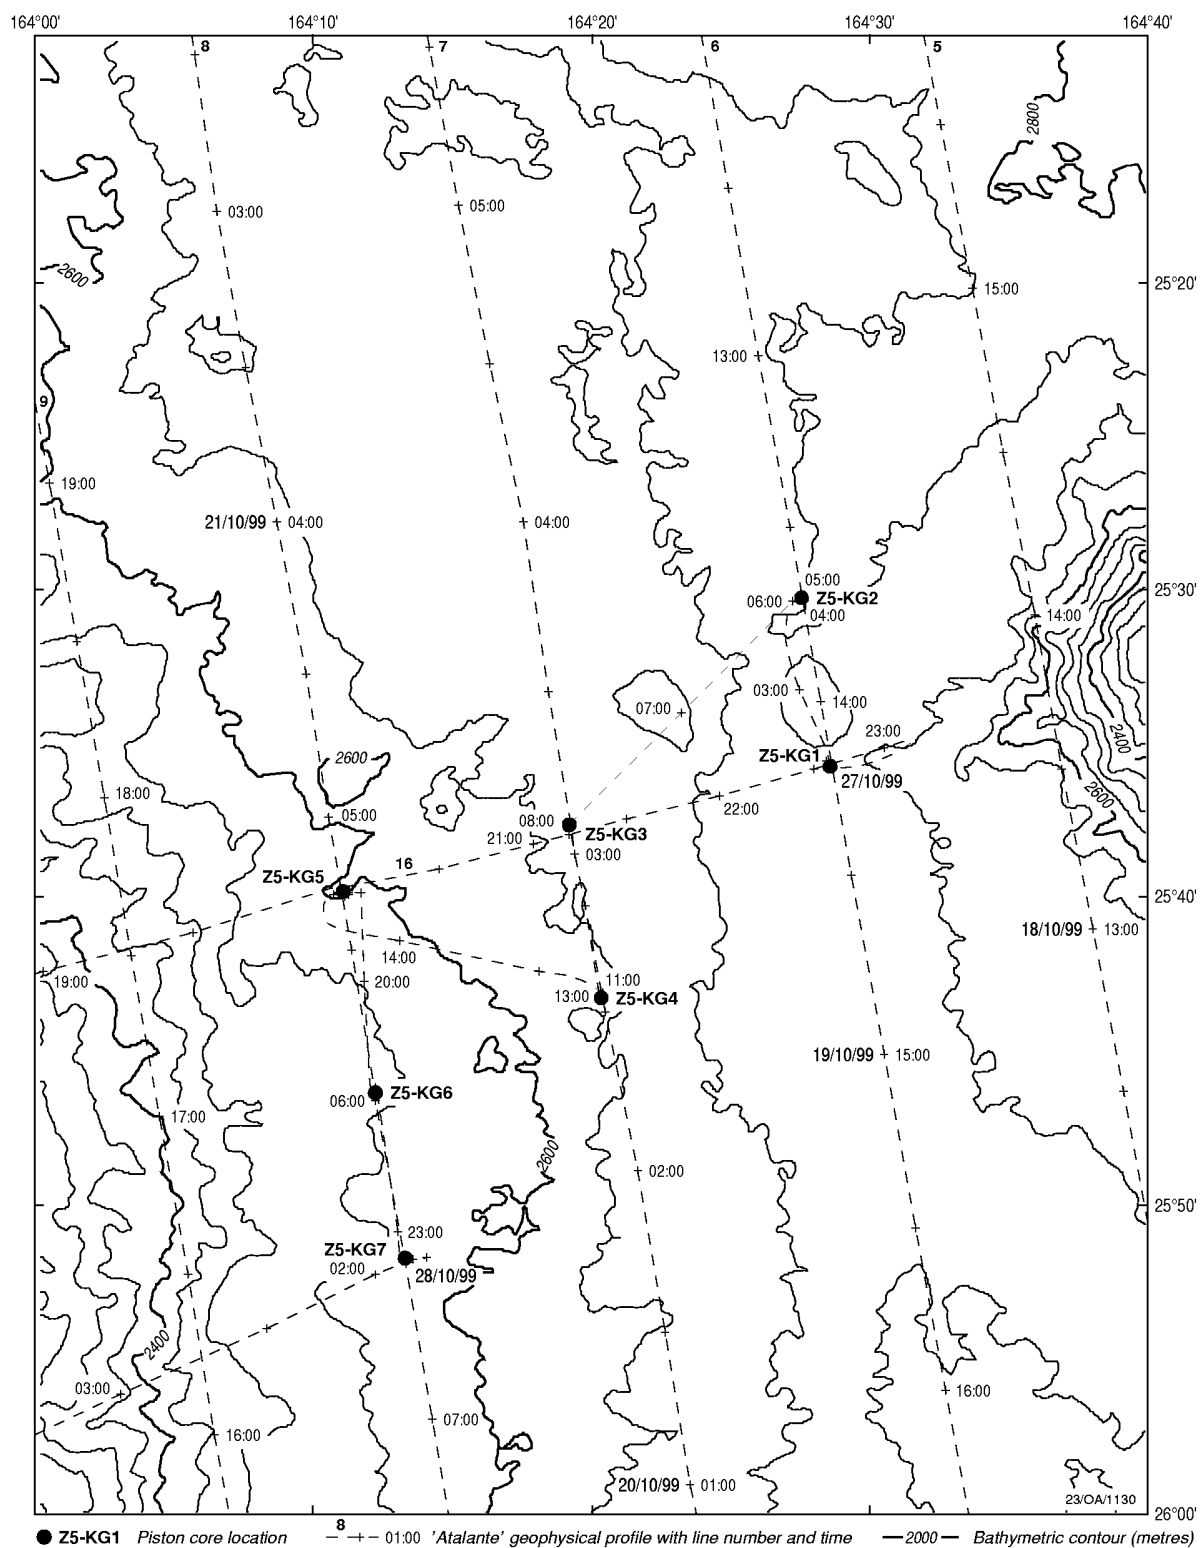 164°00' 164°10' 164°20' 164°30' 164°40'
8 7 6 5
2800
03:00 05:00
2600
25°20'
15:00
13:00
9
19:00
21/10/99 04:00 04:00
05:00
25°30'
06:00 Z5-KG2
04:00 14:00
03:00
07:00 14:00
23:00
2400
2600 Z5-KG1
27/10/99
18:00 2600
05:00 22:00
08:00
21:00 Z5-KG3
03:00
16
Z5-KG5
25°40'
18/10/99 13:00
14:00
19:00 20:00 11:00
13:00 Z5-KG4
19/10/99 15:00
06:00 Z5-KG6
17:00
2600
02:00
25°50'
23:00
Z5-KG7
02:00 28/10/99
2400
03:00 16:00
07:00
16:00
20/10/99 01:00
23/OA/1130
26°00'
8
Z5-KG1 Piston core location 01:00 'Atalante' geophysical profile with line number and time 2000 Bathymetric contour (metres)